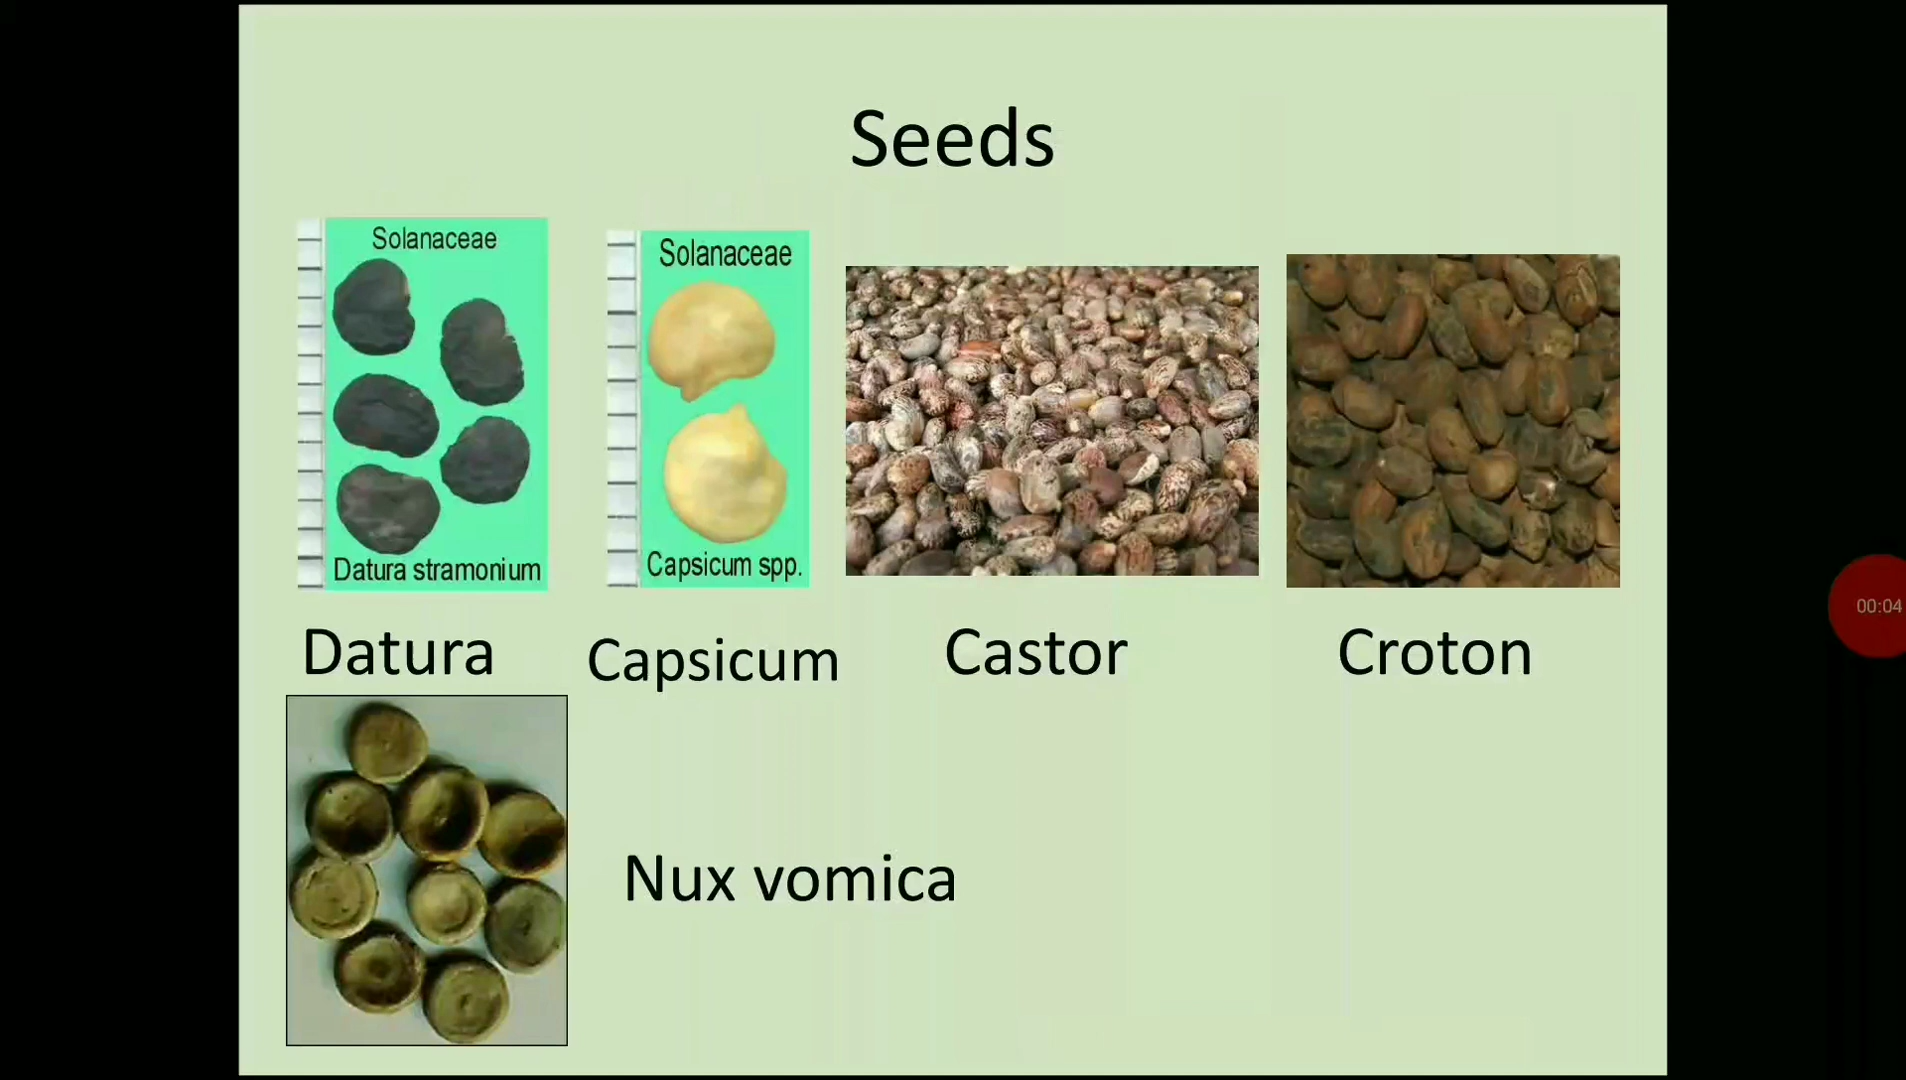 Seeds
Solanaceae
Datura stramonium
Solanaceae
Capsicum spp.
Datura
Capsicum
Castor
Croton
Nux vomica
00:04